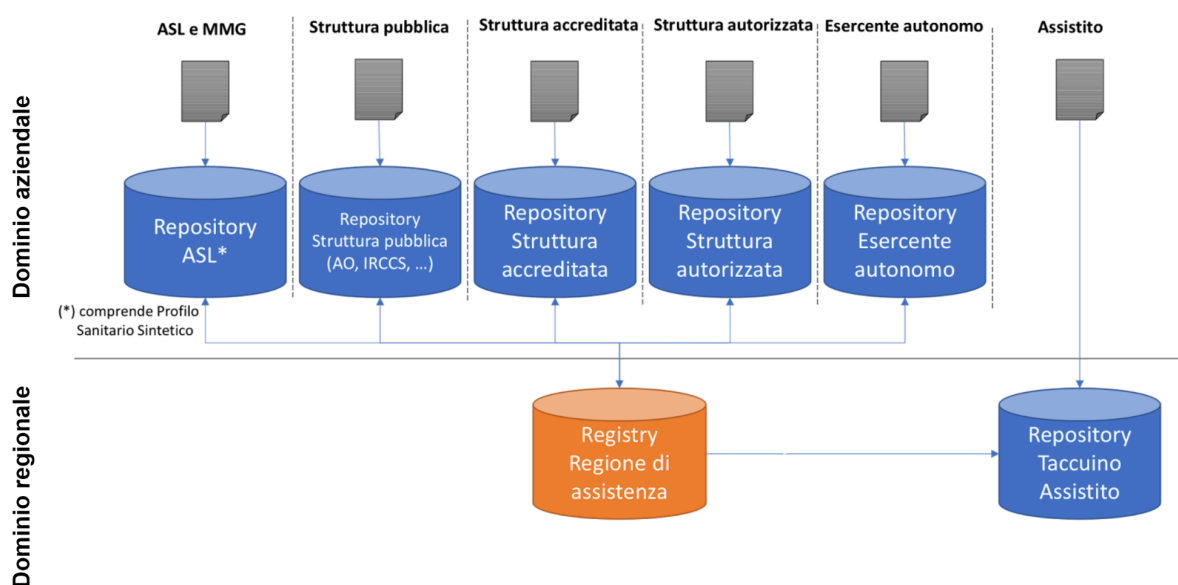 ASL e MMG
Struttura pubblica
Struttura accreditata
Struttura autorizzata
Esercente autonomo
Assistito
Dominio aziendale
Repository
ASL*
Repository
Struttura pubblica
(AO, IRCCS, ...)
Repository
Struttura
accreditata
Repository
Struttura
autorizzata
Repository
Esercente
autonomo
(*) comprende Profilo
Sanitario Sintetico
Dominio regionale
Registry
Regione di
assistenza
Repository
Taccuino
Assistito